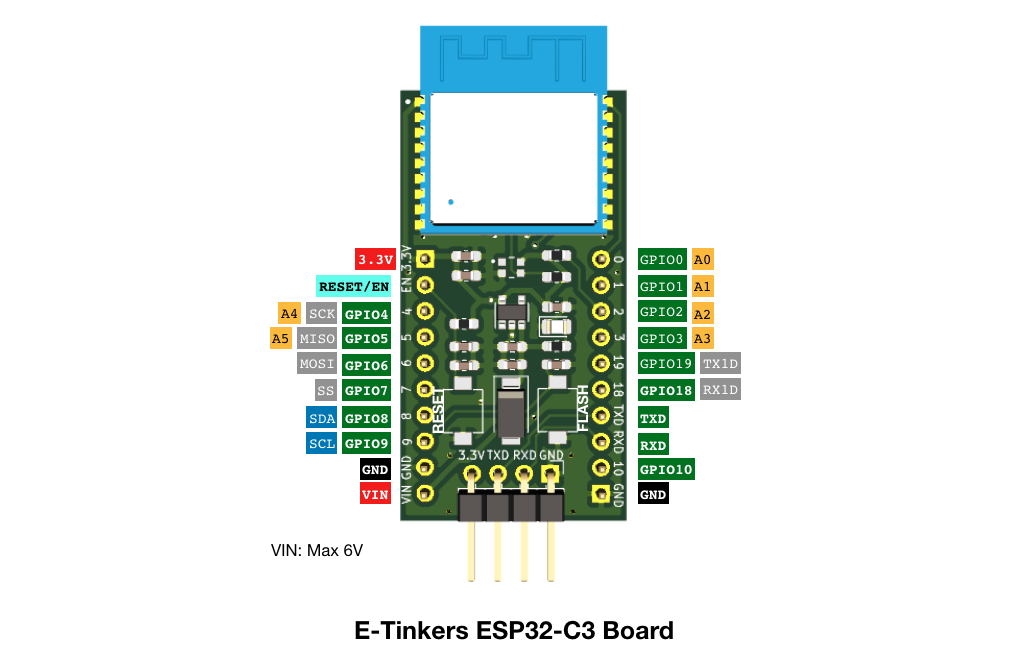 3.3V
RESET/EN
A4 SCK GPIO4
A5 MISO GPIO5
MOSI GPIO6
SS GPIO7
SDA GPIO8
SCL GPIO9
GND
VIN
3.3V
EN
4
5
6
7
8
9
GND
VIN
RESET
FLASH
3.3V TXD RXD GND
0
1
2
3
19
18
TXD
RXD
10
GND
GPIO0 A0
GPIO1 A1
GPIO2 A2
GPIO3 A3
GPIO19 TX1D
GPIO18 RX1D
TXD
RXD
GPIO10
GND
VIN: Max 6V
E-Tinkers ESP32-C3 Board